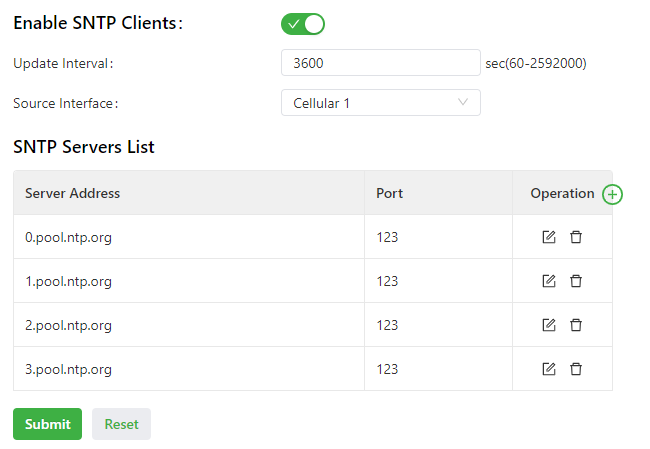 Enable SNTP Clients:
Update Interval: 3600 sec(60-2592000)
Source Interface: Cellular 1
SNTP Servers List
Server Address Port Operation
0.pool.ntp.org 123
1.pool.ntp.org 123
2.pool.ntp.org 123
3.pool.ntp.org 123
Submit Reset